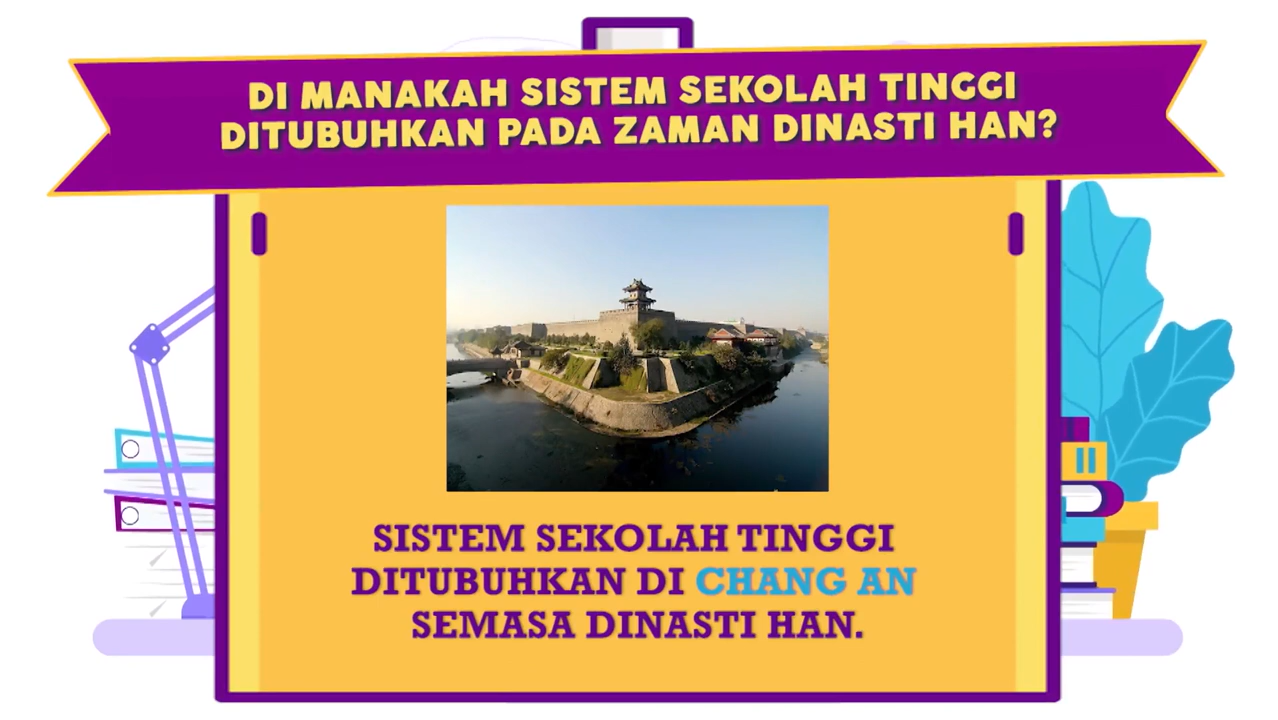 DI MANAKAH SISTEM SEKOLAH TINGGI
DITUBUHKAN PADA ZAMAN DINASTI HAN?
SISTEM SEKOLAH TINGGI
DITUBUHKAN DI CHANG AN
SEMASA DINASTI HAN.